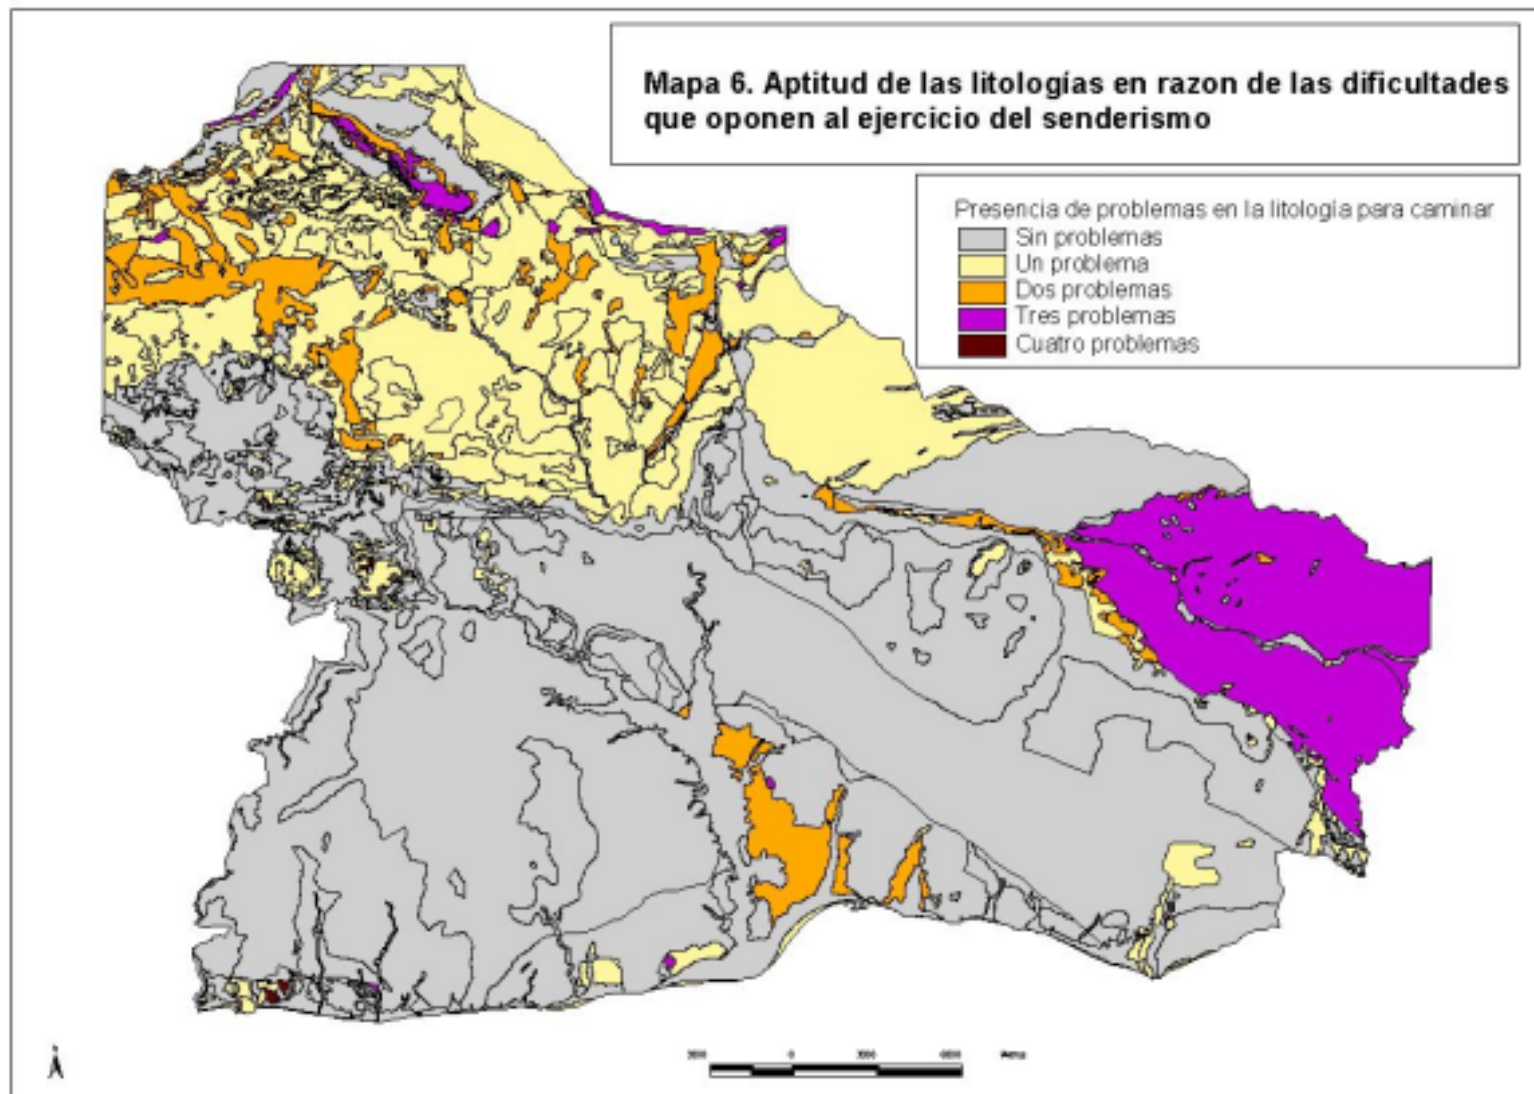 Mapa 6. Aptitud de las litologías en razon de las dificultades
que oponen al ejercicio del senderismo
Presencia de problemas en la litología para caminar
Sin problemas
Un problema
Dos problemas
Tres problemas
Cuatro problemas
0